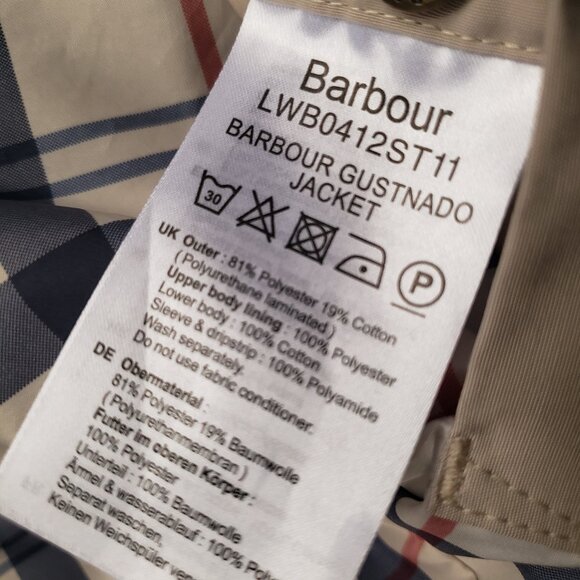 Barbour
LWB0412ST11
BARBOUR GUSTNADO
JACKET
30 P
UK Outer : 81% Polyester 19% Cotton
( Polyurethane laminated )
Upper body lining : 100% Polyester
Lower body : 100% Cotton
Sleeve & dripstrip : 100% Polyamide
Wash separately.
Do not use fabric conditioner.
DE Obermaterial :
81% Polyester 19% Baumwolle
(Polyurethanmembran )
Futter im oberen Körper :
100% Polyester
Unterteil : 100% Baumwolle
Ärmel & wasserablauf : 100% Po
Separat waschen.
Keinen Weichspüler